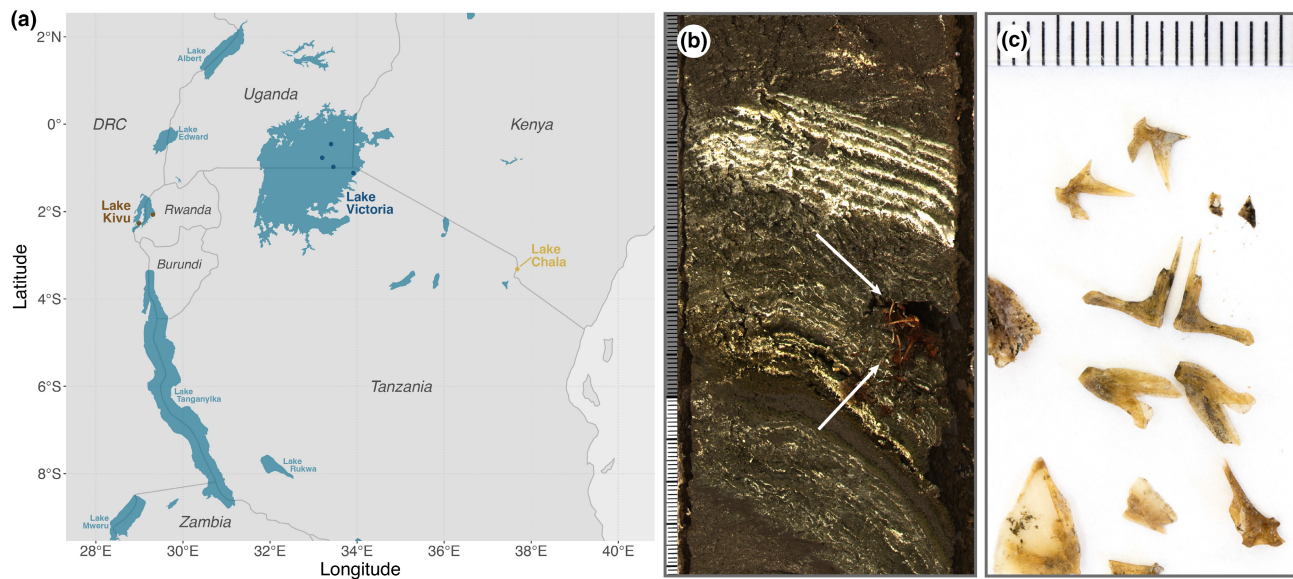 (a)
2°N
0°
2°S
4°S
6°S
8°S
Latitude
28°E
30°E
32°E
34°E
36°E
38°E
40°E
Longitude
Lake
Albert
Uganda
DRC
Lake
Edward
Kenya
Lake
Kivu
Rwanda
Lake
Victoria
Burundi
Lake
Chala
Tanzania
Lake
Tanganyika
Lake
Rukwa
Lake
Mweru
Zambia
(b)
(c)